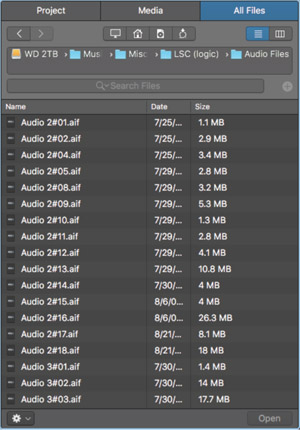 Project Media All Files
WD 2TB Mus Misc LSC (logic) Audio Files
Search Files
Name Date Size
Audio 2#01.aif 7/25/... 1.1 MB
Audio 2#02.aif 7/25/... 2.9 MB
Audio 2#04.aif 7/25/... 3.4 MB
Audio 2#05.aif 7/29/... 2.8 MB
Audio 2#08.aif 7/29/... 3.2 MB
Audio 2#09.aif 7/29/... 5.3 MB
Audio 2#10.aif 7/29/... 1.3 MB
Audio 2#11.aif 7/29/... 2.8 MB
Audio 2#12.aif 7/29/... 4.1 MB
Audio 2#13.aif 7/29/... 10.8 MB
Audio 2#14.aif 7/30/... 4 MB
Audio 2#15.aif 8/6/0... 4 MB
Audio 2#16.aif 8/6/0... 26.3 MB
Audio 2#17.aif 8/21/... 8.1 MB
Audio 2#18.aif 8/21/... 18 MB
Audio 3#01.aif 7/30/... 1.4 MB
Audio 3#02.aif 7/30/... 14 MB
Audio 3#03.aif 7/30/... 17.7 MB
Open